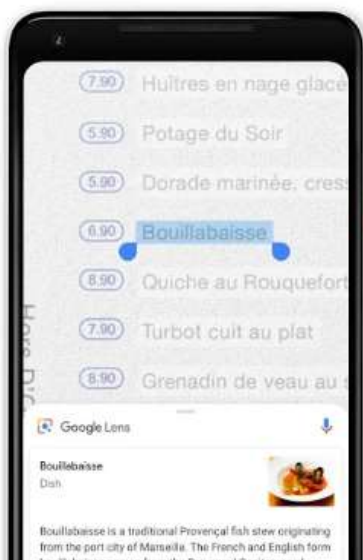 7.90 Huîtres en nage glace
5.90 Potage du Soir
5.90 Dorade marinée, cress
6.90 Bouillabaisse
8.90 Quiche au Rouquefort
7.90 Turbot cuit au plat
8.90 Grenadin de veau au s
Hors D'O
Google Lens
Bouillabaisse
Dish
Bouillabaisse is a traditional Provençal fish stew originating
from the port city of Marseille. The French and English form